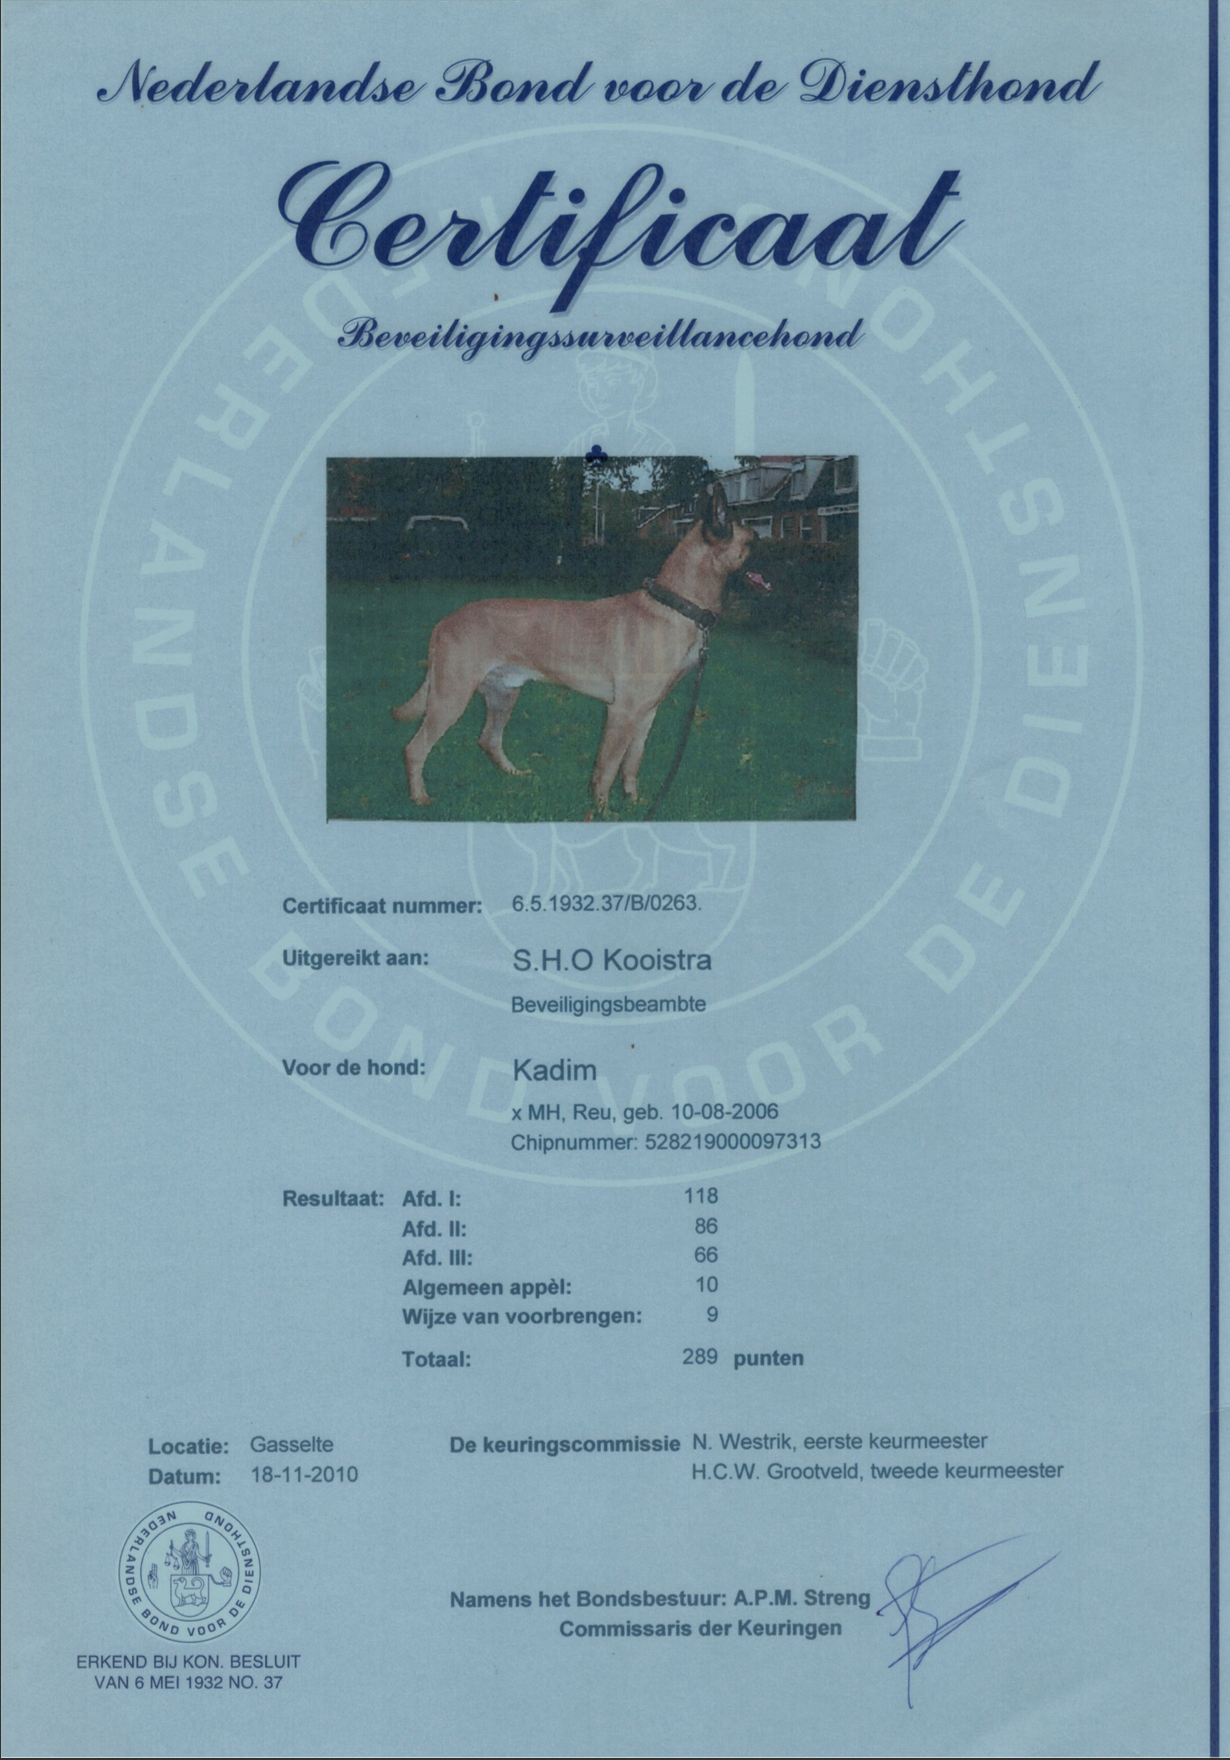 Nederlandse Bond voor de Diensthond
Certificaat
Beveiligingssurveillancehond
Certificaat nummer: 6.5.1932.37/B/0263.
Uitgereikt aan: S.H.O Kooistra
Beveiligingsbeambte
Voor de hond: Kadim
x MH, Reu, geb. 10-08-2006
Chipnummer: 528219000097313
Resultaat: Afd. I: 118
Afd. II: 86
Afd. III: 66
Algemeen appèl: 10
Wijze van voorbrengen: 9
Totaal: 289 punten
Locatie: Gasselte
Datum: 18-11-2010
De keuringscommissie N. Westrik, eerste keurmeester
H.C.W. Grootveld, tweede keurmeester
NEDERLANDSE BOND VOOR DE DIENSTHOND
ERKEND BIJ KON. BESLUIT
VAN 6 MEI 1932 NO. 37
Namens het Bondsbestuur: A.P.M. Streng
Commissaris der Keuringen
NEDERLANDSE BOND VOOR DE DIENSTHOND